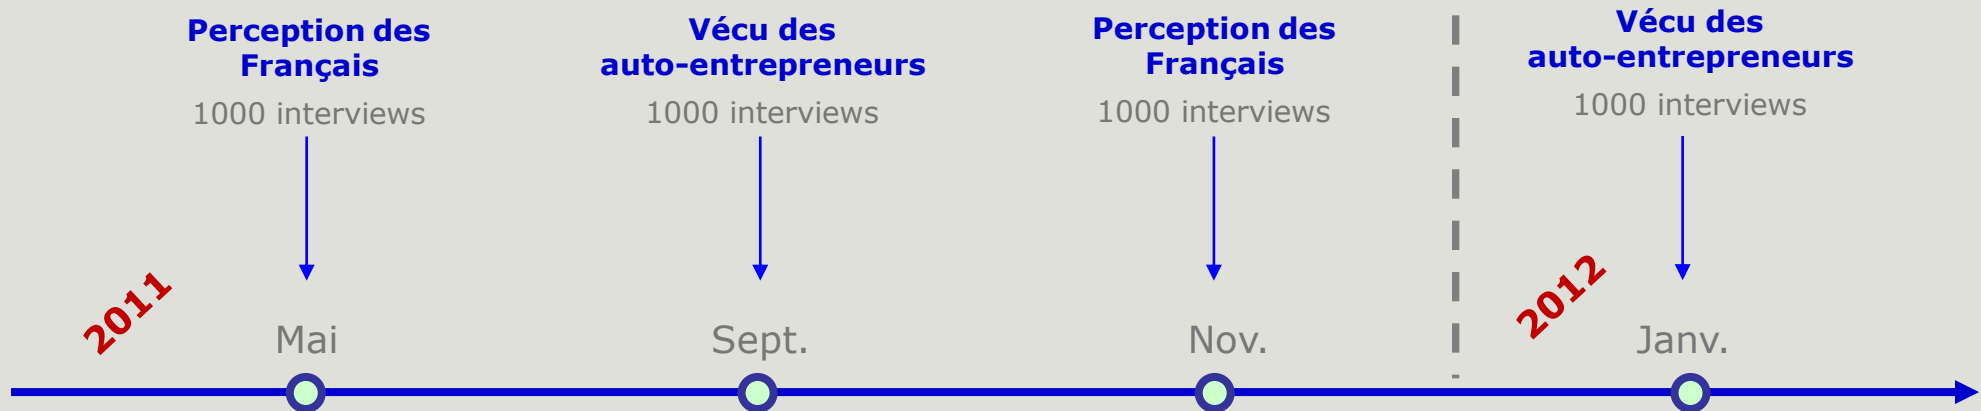 Perception des
Français
1000 interviews
Vécu des
auto-entrepreneurs
1000 interviews
Perception des
Français
1000 interviews
Vécu des
auto-entrepreneurs
1000 interviews
2011
Mai
Sept.
Nov.
2012
Janv.